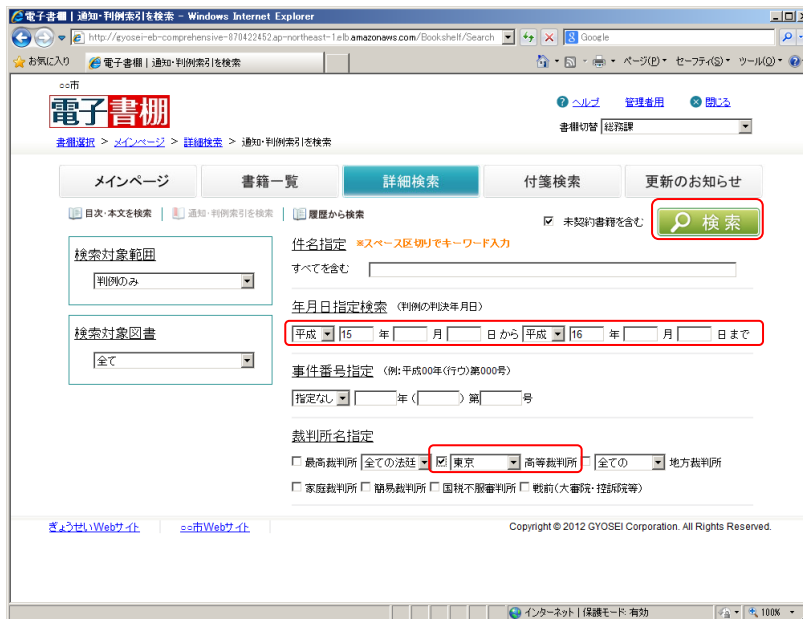 電子書棚 | 通知・判例索引を検索 - Windows Internet Explorer
http://gyosei-eb-comprehensive-870422452.ap-northeast-1.elb.amazonaws.com/Bookshelf/Search
Google
お気に入り 電子書棚 | 通知・判例索引を検索 ページ(P) セーフティ(S) ツール(O)
○○市
電子書棚
ヘルプ 管理者用 閉じる
書棚切替 総務課
書棚選択 > メインページ > 詳細検索 > 通知・判例索引を検索
メインページ 書籍一覧 詳細検索 付箋検索 更新のお知らせ
目次・本文を検索 通知・判例索引を検索 履歴から検索
未契約書籍を含む 検索
検索対象範囲
判例のみ
検索対象図書
全て
件名指定 ※スペース区切りでキーワード入力
すべてを含む
年月日指定検索 (判例の判決年月日)
平成 15 年 月 日から 平成 16 年 月 日まで
事件番号指定 (例:平成00年(行ウ)第000号)
指定なし 年( )第 号
裁判所名指定
最高裁判所 全ての法廷 東京 高等裁判所 全ての 地方裁判所
家庭裁判所 簡易裁判所 国税不服審判所 戦前(大審院・控訴院等)
ぎょうせいWebサイト ○○市Webサイト Copyright © 2012 GYOSEI Corporation. All Rights Reserved.
インターネット | 保護モード: 有効 100%